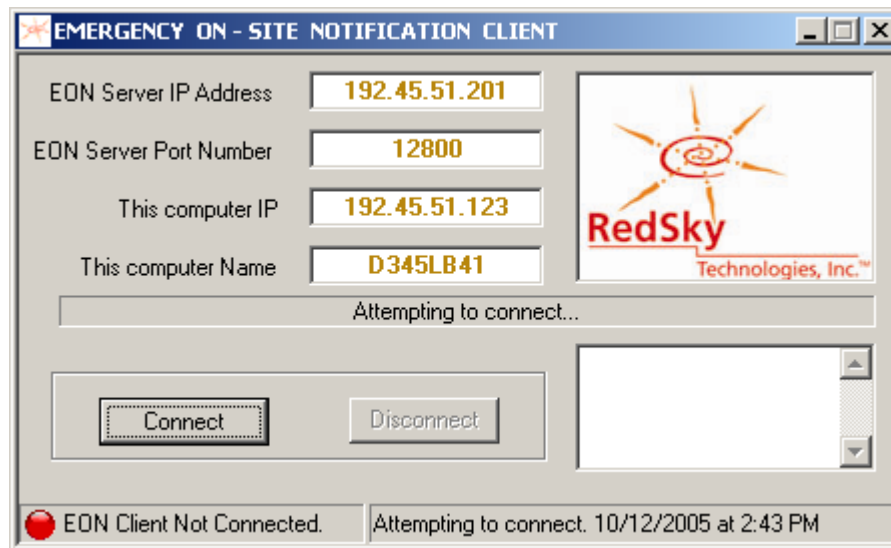 EMERGENCY ON - SITE NOTIFICATION CLIENT
EON Server IP Address 192.45.51.201
EON Server Port Number 12800
This computer IP 192.45.51.123
This computer Name D345LB41
RedSky
Technologies, Inc.™
Attempting to connect...
Connect Disconnect
EON Client Not Connected. Attempting to connect. 10/12/2005 at 2:43 PM